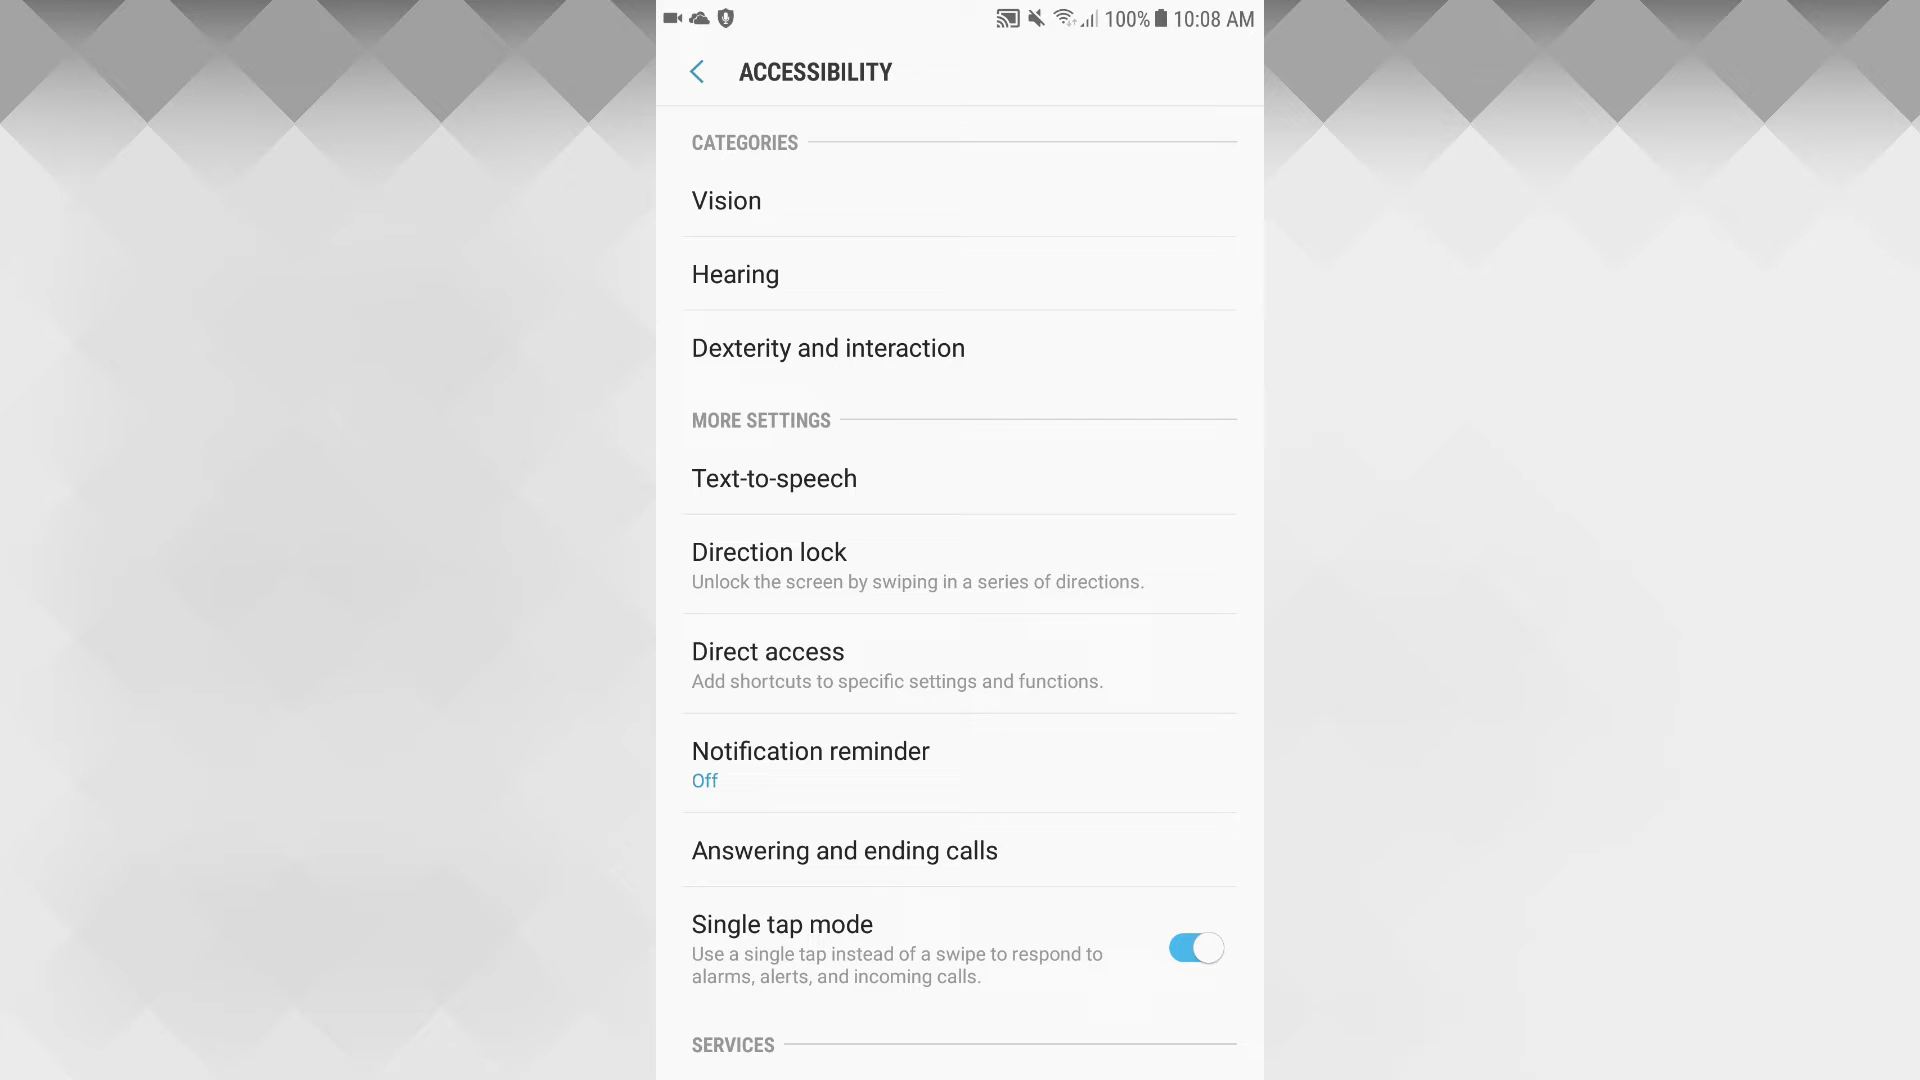 100% 10:08 AM
ACCESSIBILITY
CATEGORIES
Vision
Hearing
Dexterity and interaction
MORE SETTINGS
Text-to-speech
Direction lock
Unlock the screen by swiping in a series of directions.
Direct access
Add shortcuts to specific settings and functions.
Notification reminder
Off
Answering and ending calls
Single tap mode
Use a single tap instead of a swipe to respond to
alarms, alerts, and incoming calls.
SERVICES